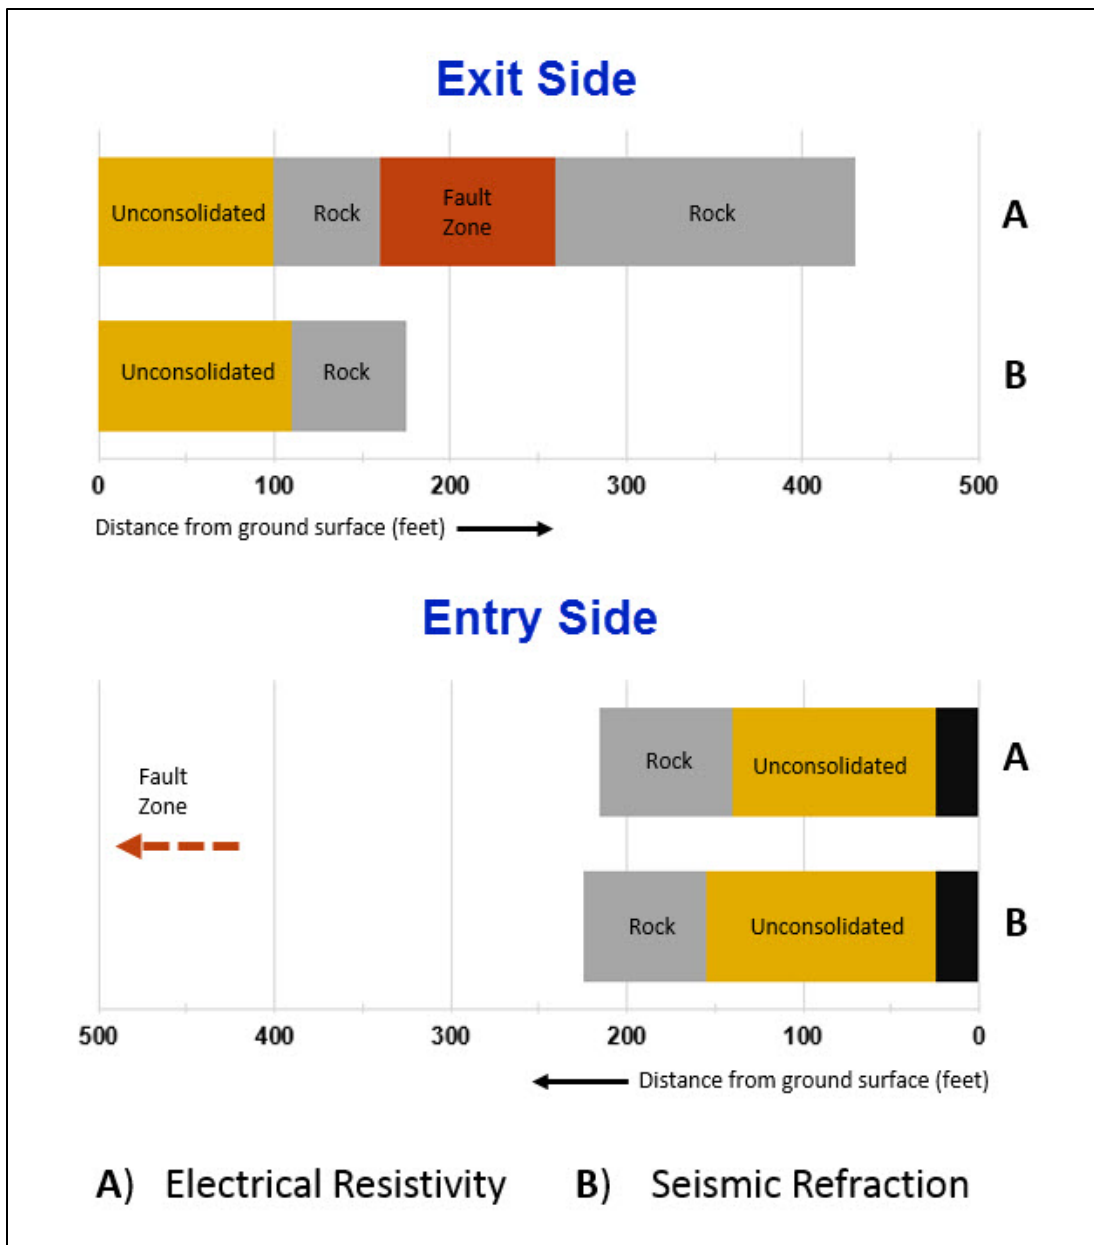 Exit Side
Unconsolidated
Rock
Fault
Zone
Rock
A
Unconsolidated
Rock
B
0 100 200 300 400 500
Distance from ground surface (feet)
Entry Side
Fault
Zone
Rock
Unconsolidated
A
Rock
Unconsolidated
B
500 400 300 200 100 0
Distance from ground surface (feet)
A) Electrical Resistivity B) Seismic Refraction